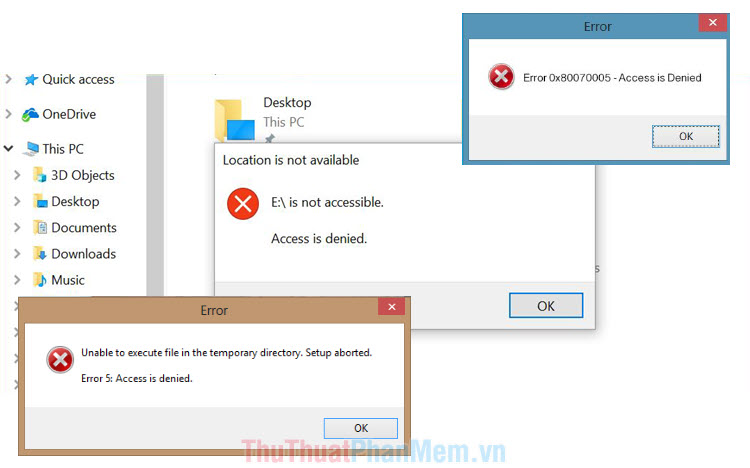 Error
Error 0x80070005 - Access is Denied
OK
Quick access
OneDrive
This PC
3D Objects
Desktop
Documents
Downloads
Music
Desktop
This PC
Location is not available
E:\ is not accessible.
Access is denied.
OK
Error
Unable to execute file in the temporary directory. Setup aborted.
Error 5: Access is denied.
OK
ThuThuatPhanMem.vn